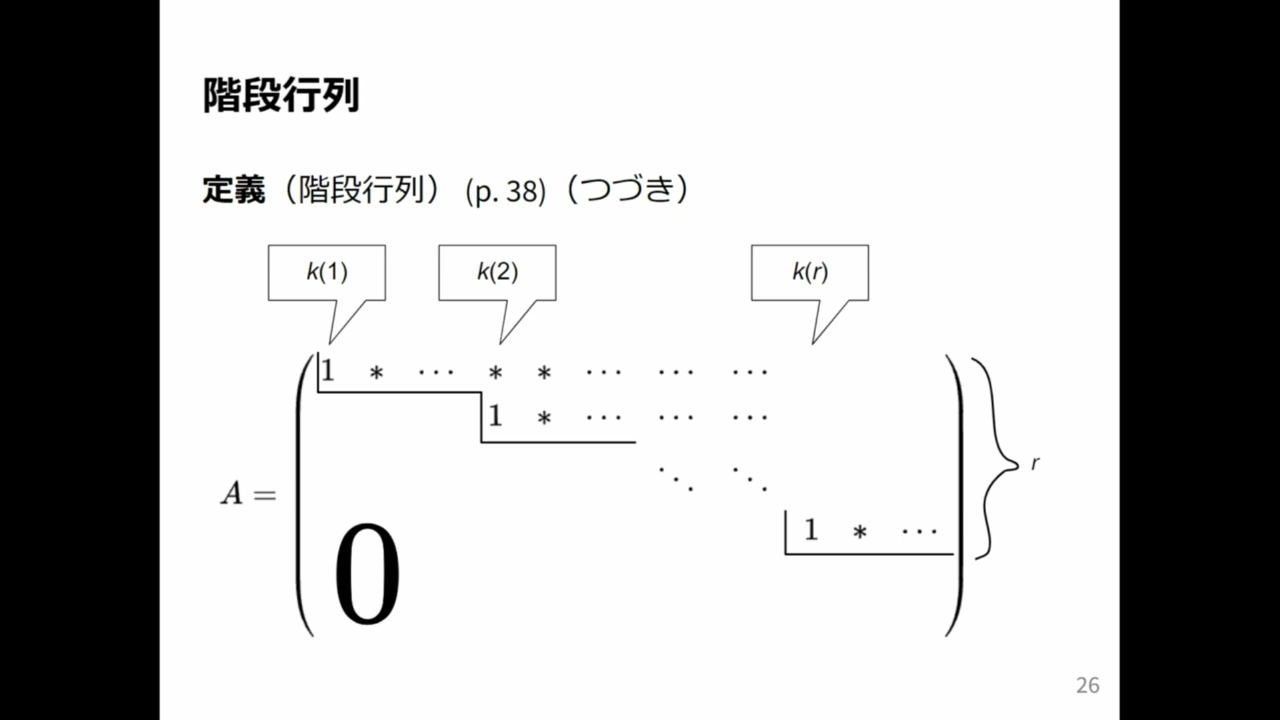 階段行列
定義（階段行列） (p. 38)（つづき）
k(1) k(2) k(r)
1 * ⋯ * * ⋯ ⋯ ⋯
1 * ⋯ ⋯ ⋯
⋱ ⋱
r
A =
1 * ⋯
0
26